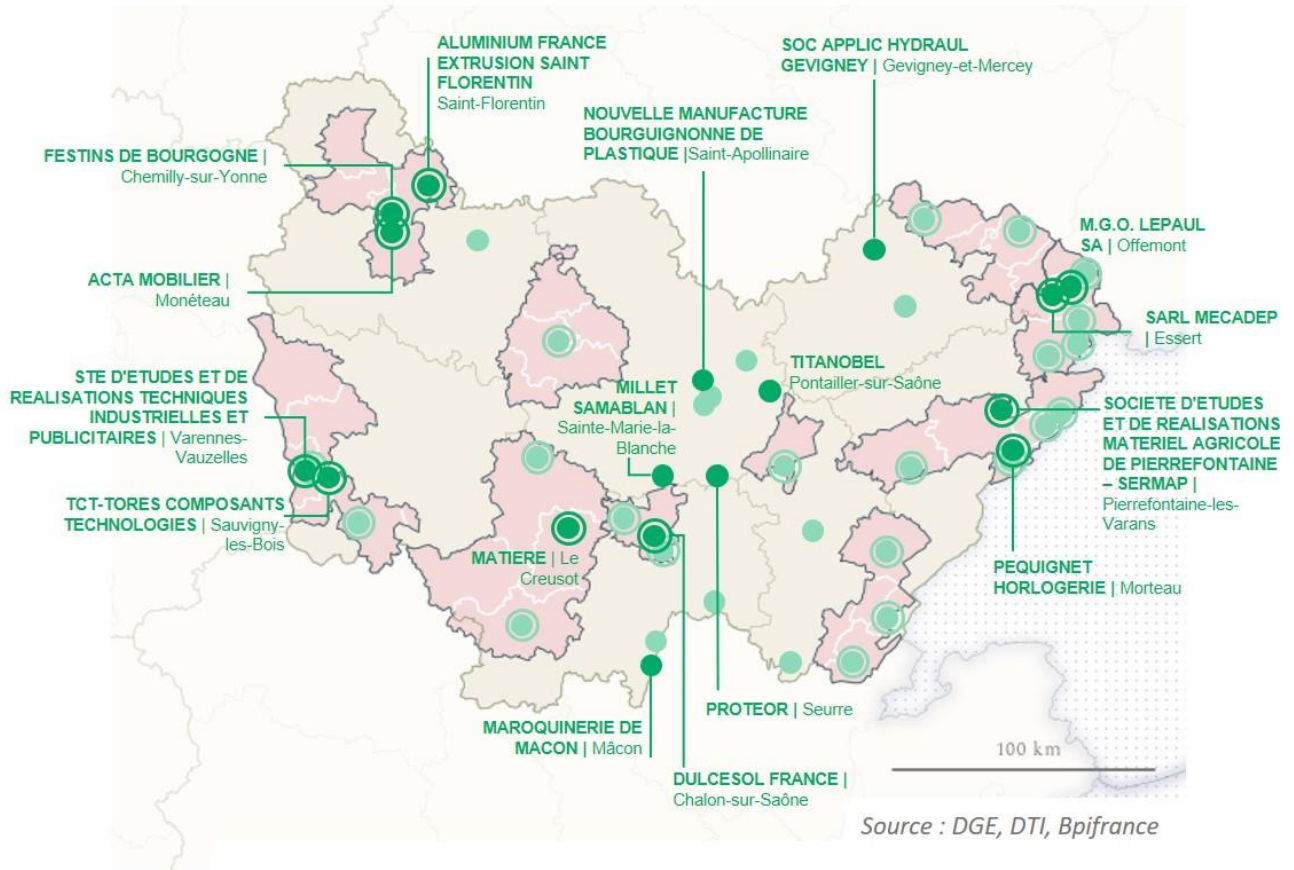 ALUMINIUM FRANCE
EXTRUSION SAINT
FLORENTIN
Saint-Florentin
SOC APPLIC HYDRAUL
GEVIGNEY | Gevigney-et-Mercey
NOUVELLE MANUFACTURE
BOURGUIGNONNE DE
PLASTIQUE |Saint-Apollinaire
FESTINS DE BOURGOGNE |
Chemilly-sur-Yonne
M.G.O. LEPAUL
SA | Offemont
ACTA MOBILIER |
Monéteau
SARL MECADEP
| Essert
STE D'ETUDES ET DE
REALISATIONS TECHNIQUES
INDUSTRIELLES ET
PUBLICITAIRES | Varennes-
Vauzelles
MILLET
SAMABLAN |
Sainte-Marie-la-
Blanche
TITANOBEL
Pontailler-sur-Saône
SOCIETE D'ETUDES
ET DE REALISATIONS
MATERIEL AGRICOLE
DE PIERREFONTAINE
– SERMAP |
Pierrefontaine-les-
Varans
TCT-TORES COMPOSANTS
TECHNOLOGIES | Sauvigny-
les-Bois
MATIERE | Le
Creusot
PEQUIGNET
HORLOGERIE | Morteau
PROTEOR | Seurre
MAROQUINERIE DE
MACON | Mâcon
DULCESOL FRANCE |
Chalon-sur-Saône
100 km
Source : DGE, DTI, Bpifrance